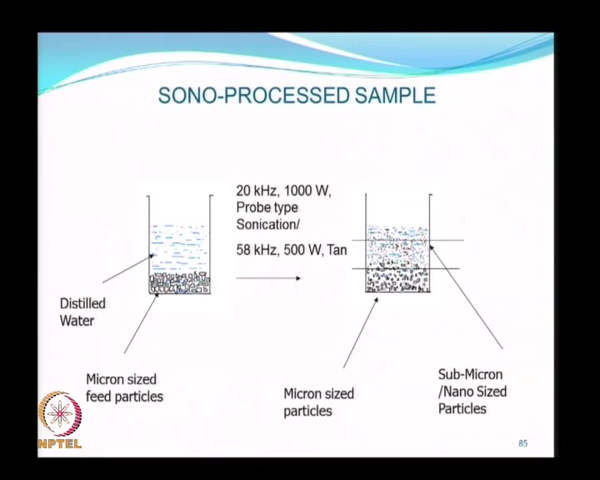 SONO-PROCESSED SAMPLE
20 kHz, 1000 W,
Probe type
Sonication/
58 kHz, 500 W, Tan
Distilled
Water
Micron sized
feed particles
Micron sized
particles
Sub-Micron
/Nano Sized
Particles
NPTEL
85